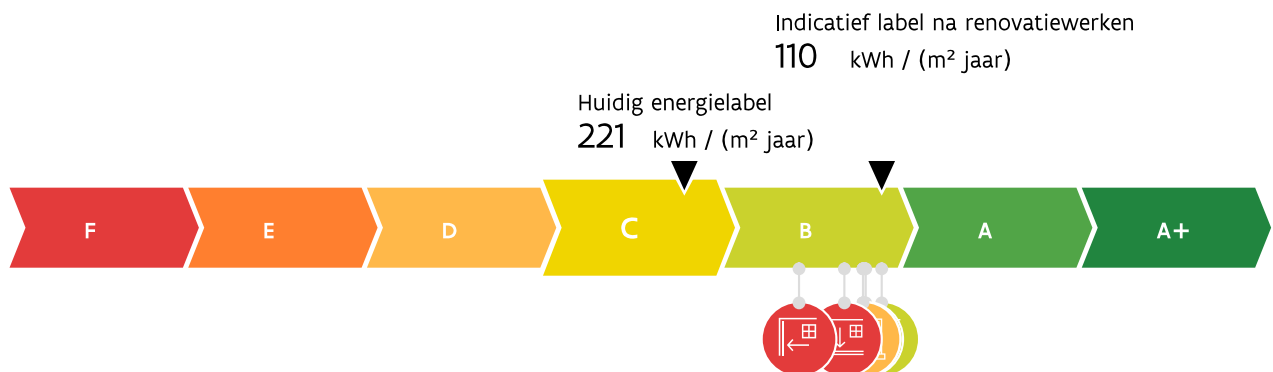 Indicatief label na renovatiewerken
110 kWh / (m² jaar)
Huidig energielabel
221 kWh / (m² jaar)
F E D C B A A+